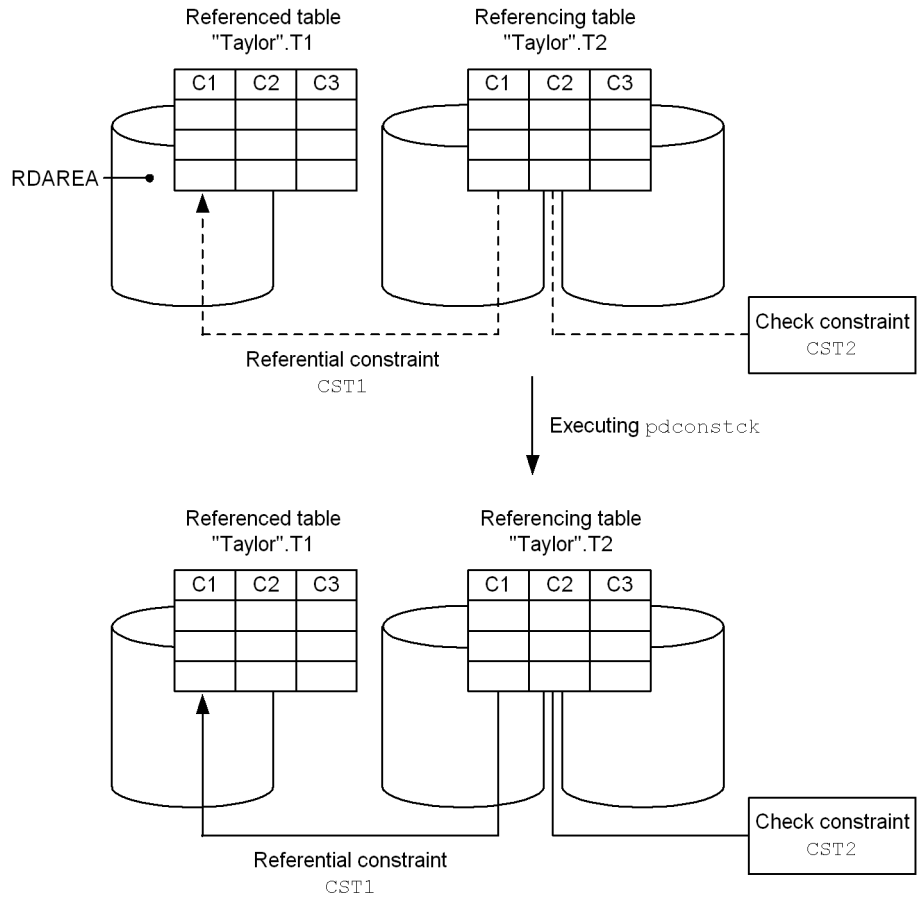 Referenced table
"Taylor".T1
Referencing table
"Taylor".T2
C1 C2 C3
C1 C2 C3
RDAREA
Check constraint
CST2
Referential constraint
CST1
Executing pdconstck
Referenced table
"Taylor".T1
Referencing table
"Taylor".T2
C1 C2 C3
C1 C2 C3
Check constraint
CST2
Referential constraint
CST1